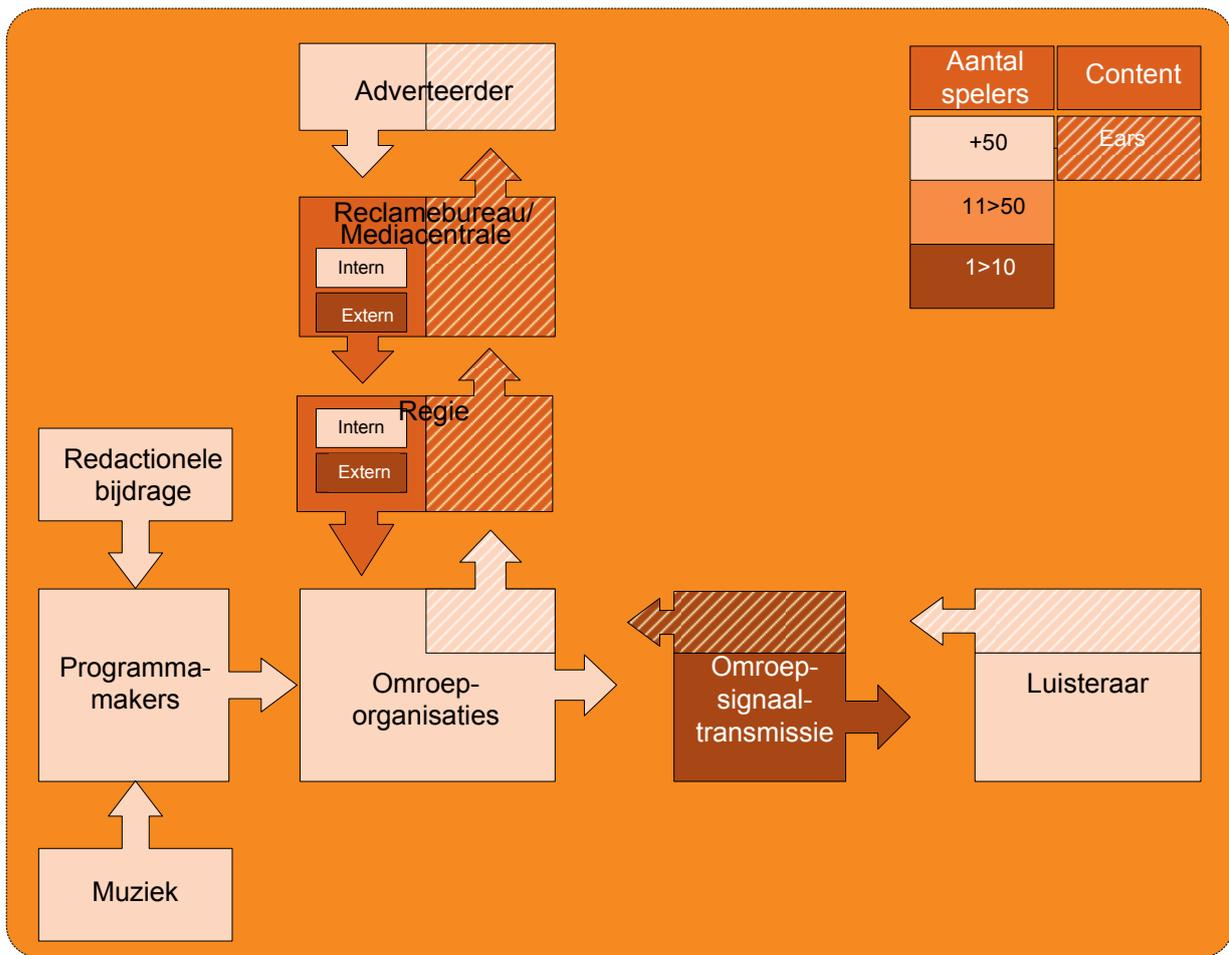 Adverteerder
Reclamebureau/
Mediacentrale
Intern
Extern
Regie
Intern
Extern
Redactionele
bijdrage
Programma-
makers
Muziek
Omroep-
organisaties
Omroep-
signaal-
transmissie
Luisteraar
Aantal
spelers
Content
+50
Ears
11>50
1>10